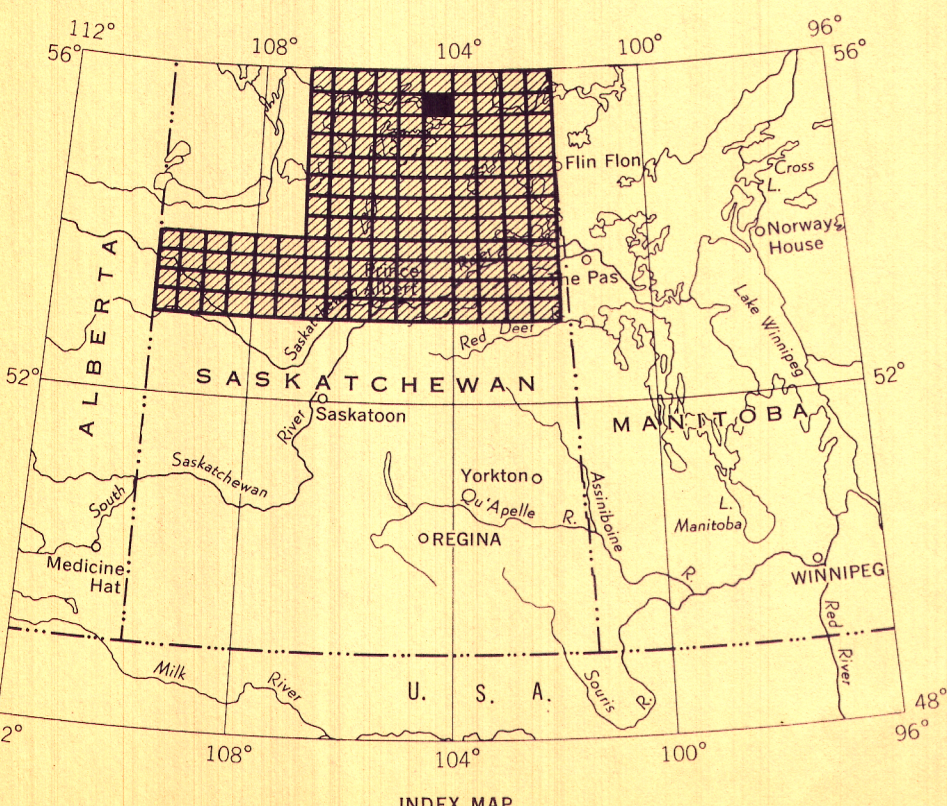 112°
96°
56°
108°
104°
100°
56°
Flin Flon
Cross
L.
Norway
House
ALBERTA
Prince
Albert
The Pas
Lake Winnipeg
Red Deer
52°
SASKATCHEWAN
52°
MANITOBA
River
Saskatoon
Saskatchewan
South
Yorkton
Qu'Apelle
R.
Assiniboine
R.
L.
Manitoba
REGINA
Medicine
Hat
WINNIPEG
Red
River
Milk
River
Souris
R.
U. S. A.
48°
2°
108°
104°
100°
96°
INDEX MAP